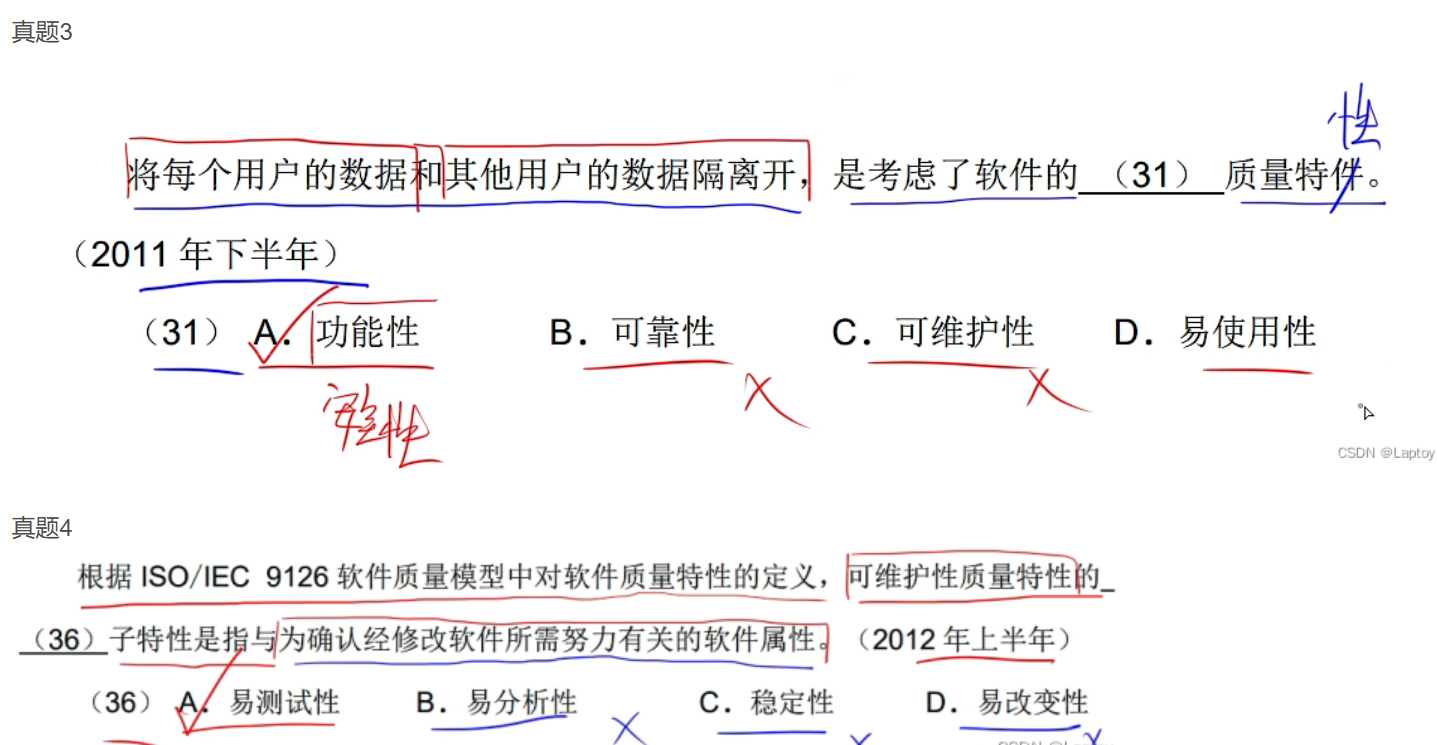 真题3
性
将每个用户的数据和其他用户的数据隔离开，是考虑了软件的（31）质量特件。
（2011 年下半年）
（31） A．功能性 B．可靠性 C．可维护性 D．易使用性
安全性
CSDN @Laptoy
真题4
根据 ISO/IEC 9126 软件质量模型中对软件质量特性的定义，可维护性质量特性的_
（36）子特性是指与为确认经修改软件所需努力有关的软件属性。（2012 年上半年）
（36） A．易测试性 B．易分析性 C．稳定性 D．易改变性